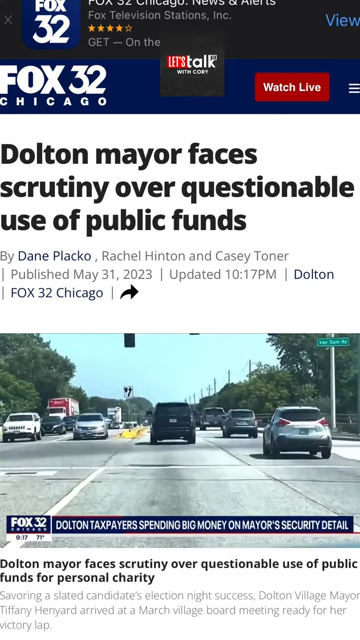 FOX 32 Chicago: News & Alerts
Fox Television Stations, Inc.
GET — On the
View
FOX 32
LET'S talk
WITH CORY
FOX 32
CHICAGO
Watch Live
Dolton mayor faces
scrutiny over questionable
use of public funds
By Dane Placko , Rachel Hinton and Casey Toner
| Published May 31, 2023 | Updated 10:17PM | Dolton
| FOX 32 Chicago |
Van Dam Rd
FOX 32
CHICAGO
DOLTON TAXPAYERS SPENDING BIG MONEY ON MAYOR'S SECURITY DETAIL
9:17 71°
Dolton mayor faces scrutiny over questionable use of public
funds for personal charity
Savoring a slated candidate's election night success, Dolton Village Mayor
Tiffany Henyard arrived at a March village board meeting ready for her
victory lap.